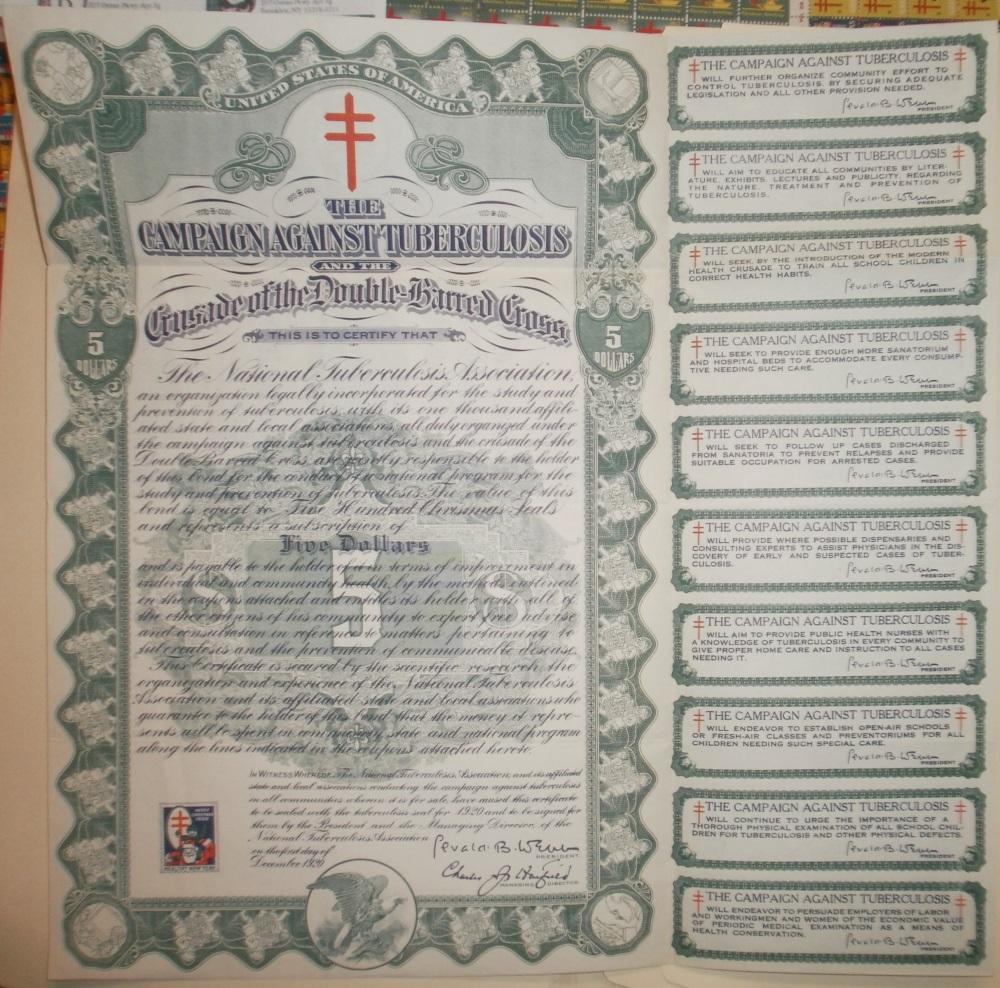 UNITED STATES OF AMERICA
THE
CAMPAIGN AGAINST TUBERCULOSIS
AND THE
Crusade of the Double-Barred Cross
THIS IS TO CERTIFY THAT
5
DOLLARS
5
DOLLARS
The National Tuberculosis Association,
an organization legally incorporated for the study and
prevention of tuberculosis, with its one thousand affili-
ated state and local associations, all duly organized under
the campaign against tuberculosis and the crusade of the
Double-Barred Cross, are jointly responsible to the holder
of this bond for the conduct of a national program for the
study and prevention of tuberculosis. The value of this
bond is equal to Five Hundred Christmas Seals
and represents a subscription of
Five Dollars
and is payable to the holder of it in terms of improvement in
individual and community health, by the methods outlined
in the coupons attached and entitles its holder with all of
the other citizens of his community to expert free advice
and consultation in reference to matters pertaining to
tuberculosis and the prevention of communicable disease.
This Certificate is secured by the scientific research, the
organization and experience of the National Tuberculosis
Association and its affiliated state and local associations who
guarantee to the holder of this bond that the money it repre-
sents will be spent in community, state and national program
along the lines indicated in the coupons attached hereto.
5
IN WITNESS WHEREOF, The National Tuberculosis Association, and its affiliated
state and local associations conducting the campaign against tuberculosis
in all communities wherein it is for sale, have caused this certificate
to be sealed with the tuberculosis seal for 1920 and to be signed for
them by the President and the Managing Director of the
National Tuberculosis Association
on the first day of
December 1920
PRESIDENT
Charles J. Hatfield
MANAGING DIRECTOR
MERRY
CHRISTMAS
HEALTHY NEW YEAR
THE CAMPAIGN AGAINST TUBERCULOSIS
WILL FURTHER ORGANIZE COMMUNITY EFFORT TO
CONTROL TUBERCULOSIS, BY SECURING ADEQUATE
LEGISLATION AND ALL OTHER PROVISION NEEDED.
PRESIDENT
THE CAMPAIGN AGAINST TUBERCULOSIS
WILL AIM TO EDUCATE ALL COMMUNITIES BY LITER-
ATURE, EXHIBITS, LECTURES AND PUBLICITY, REGARDING
THE NATURE, TREATMENT AND PREVENTION OF
TUBERCULOSIS.
PRESIDENT
THE CAMPAIGN AGAINST TUBERCULOSIS
WILL SEEK, BY THE INTRODUCTION OF THE MODERN
HEALTH CRUSADE TO TRAIN ALL SCHOOL CHILDREN IN
CORRECT HEALTH HABITS.
PRESIDENT
THE CAMPAIGN AGAINST TUBERCULOSIS
WILL SEEK TO PROVIDE ENOUGH MORE SANATORIUM
AND HOSPITAL BEDS TO ACCOMMODATE EVERY CONSUMP-
TIVE NEEDING SUCH CARE.
PRESIDENT
THE CAMPAIGN AGAINST TUBERCULOSIS
WILL SEEK TO FOLLOW UP CASES DISCHARGED
FROM SANATORIA TO PREVENT RELAPSES AND PROVIDE
SUITABLE OCCUPATION FOR ARRESTED CASES.
PRESIDENT
THE CAMPAIGN AGAINST TUBERCULOSIS
WILL PROVIDE WHERE POSSIBLE DISPENSARIES AND
CONSULTING EXPERTS TO ASSIST PHYSICIANS IN THE DIS-
COVERY OF EARLY AND SUSPECTED CASES OF TUBER-
CULOSIS.
PRESIDENT
THE CAMPAIGN AGAINST TUBERCULOSIS
WILL AIM TO PROVIDE PUBLIC HEALTH NURSES WITH
A KNOWLEDGE OF TUBERCULOSIS IN EVERY COMMUNITY TO
GIVE PROPER HOME CARE AND INSTRUCTION TO ALL CASES
NEEDING IT.
PRESIDENT
THE CAMPAIGN AGAINST TUBERCULOSIS
WILL ENDEAVOR TO ESTABLISH OPEN-AIR SCHOOLS
OR FRESH-AIR CLASSES AND PREVENTORIUMS FOR ALL
CHILDREN NEEDING SUCH SPECIAL CARE.
PRESIDENT
THE CAMPAIGN AGAINST TUBERCULOSIS
WILL CONTINUE TO URGE THE IMPORTANCE OF A
THOROUGH PHYSICAL EXAMINATION OF ALL SCHOOL CHIL-
DREN FOR TUBERCULOSIS AND OTHER PHYSICAL DEFECTS.
PRESIDENT
THE CAMPAIGN AGAINST TUBERCULOSIS
WILL ENDEAVOR TO PERSUADE EMPLOYERS OF LABOR
AND WORKINGMEN AND WOMEN OF THE ECONOMIC VALUE
OF PERIODIC MEDICAL EXAMINATION AS A MEANS OF
HEALTH CONSERVATION.
PRESIDENT